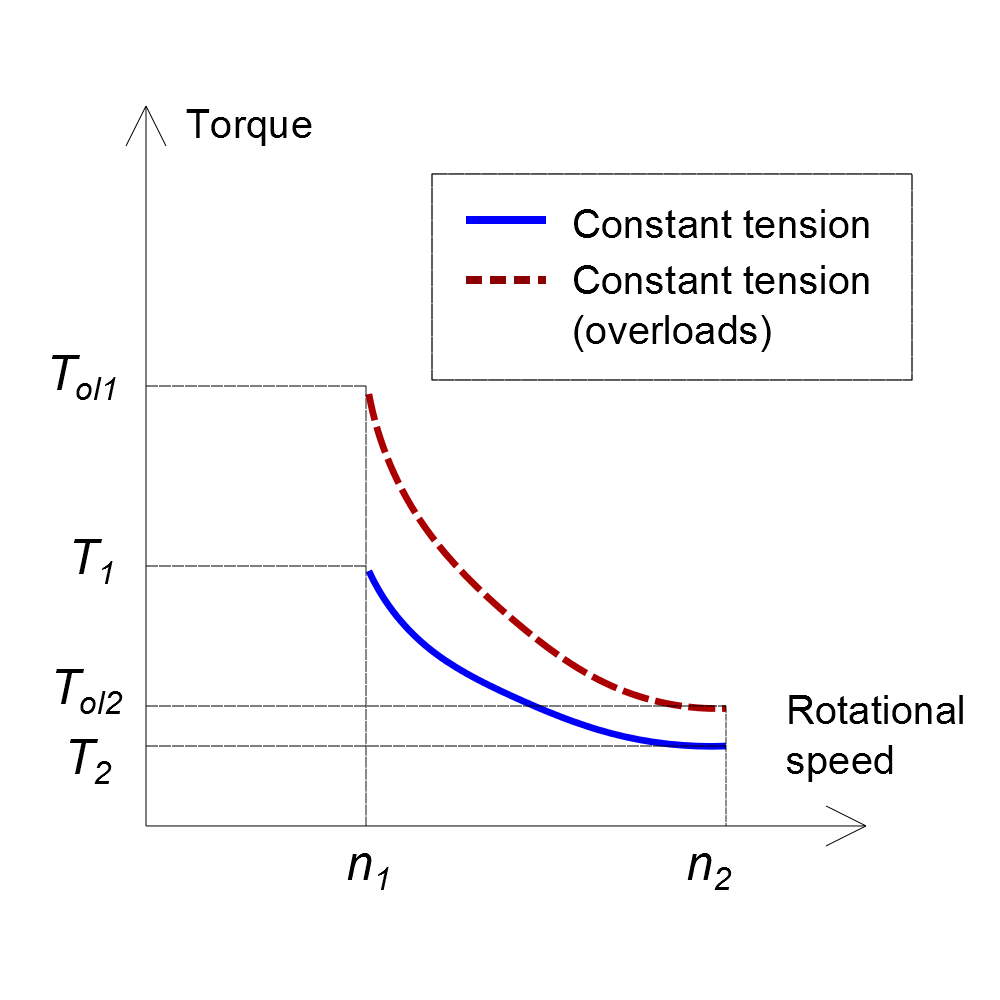 Torque
Constant tension
Constant tension
(overloads)
Tol1
T1
Tol2
T2
Rotational
speed
n1
n2